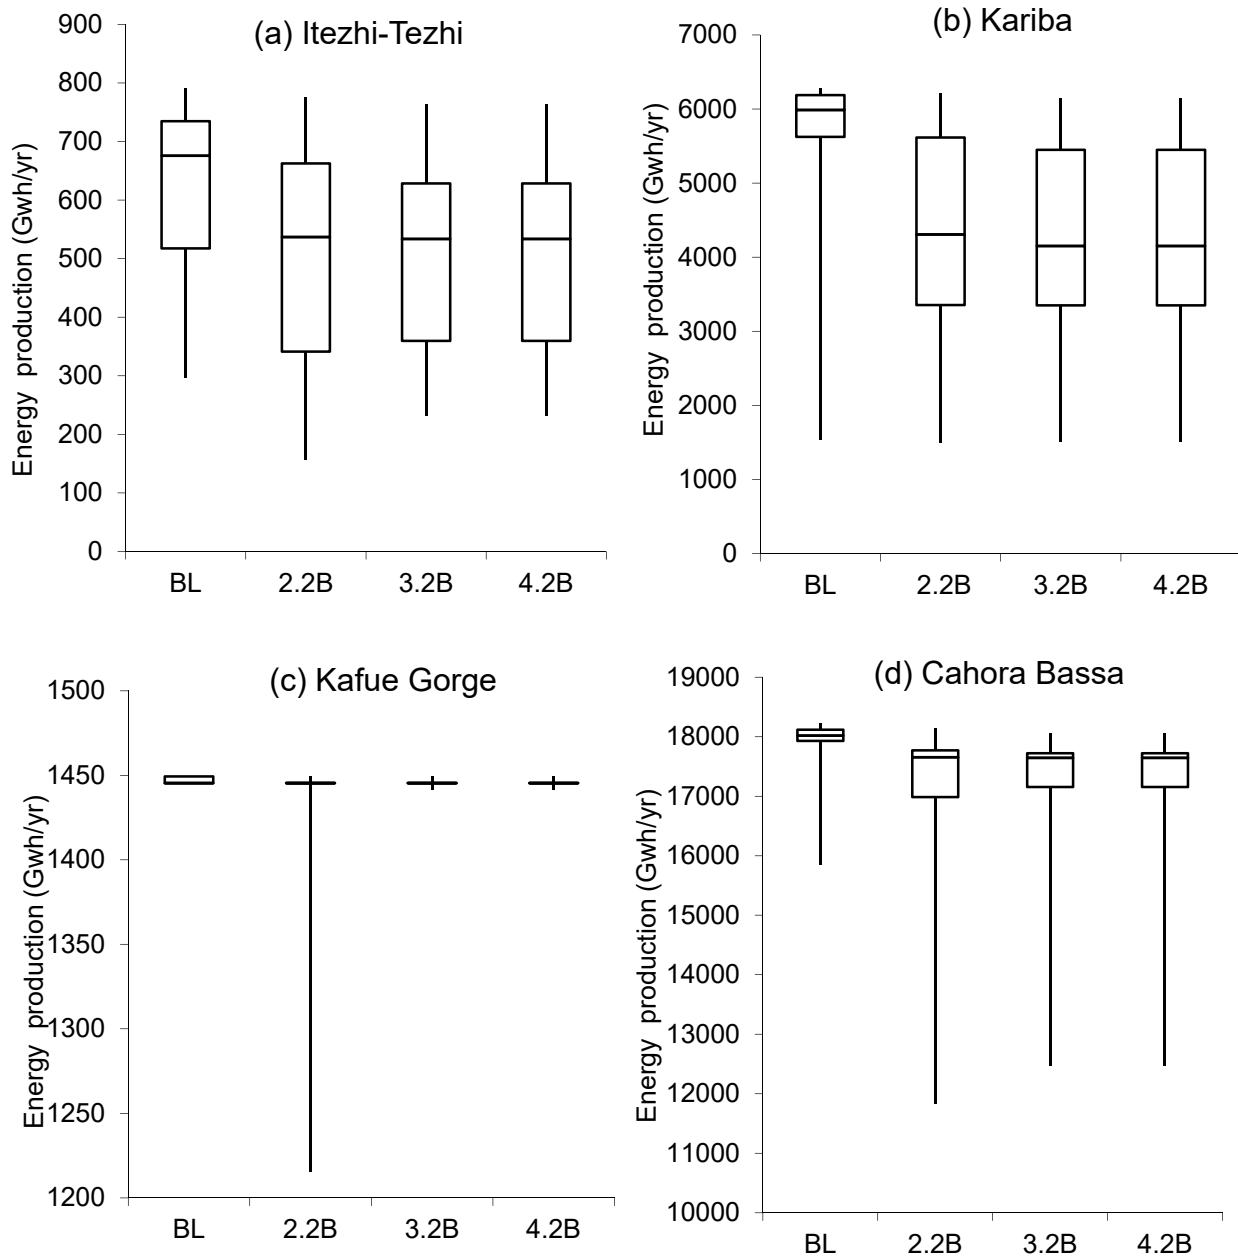 (a) Itezhi-Tezhi
Energy production (Gwh/yr)
900
800
700
600
500
400
300
200
100
0
BL 2.2B 3.2B 4.2B
(b) Kariba
Energy production (Gwh/yr)
7000
6000
5000
4000
3000
2000
1000
0
BL 2.2B 3.2B 4.2B
(c) Kafue Gorge
Energy production (Gwh/yr)
1500
1450
1400
1350
1300
1250
1200
BL 2.2B 3.2B 4.2B
(d) Cahora Bassa
Energy production (Gwh/yr)
19000
18000
17000
16000
15000
14000
13000
12000
11000
10000
BL 2.2B 3.2B 4.2B